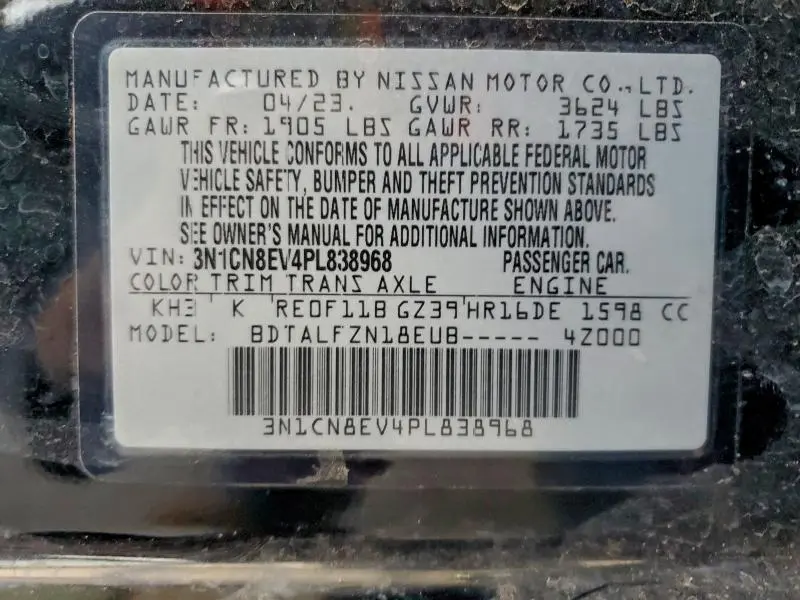 MANUFACTURED BY NISSAN MOTOR CO., LTD.
DATE: 04/23. GVWR: 3624 LBS
GAWR FR: 1905 LBS GAWR RR: 1735 LBS
THIS VEHICLE CONFORMS TO ALL APPLICABLE FEDERAL MOTOR
VEHICLE SAFETY, BUMPER AND THEFT PREVENTION STANDARDS
IN EFFECT ON THE DATE OF MANUFACTURE SHOWN ABOVE.
SEE OWNER'S MANUAL FOR ADDITIONAL INFORMATION.
VIN: 3N1CN8EV4PL838968 PASSENGER CAR.
COLOR TRIM TRANS AXLE ENGINE
KH3 K RE0F11B GZ39 HR16DE 1598 CC
MODEL: BDTALFZN18EUB----- 4Z000
3N1CN8EV4PL838968